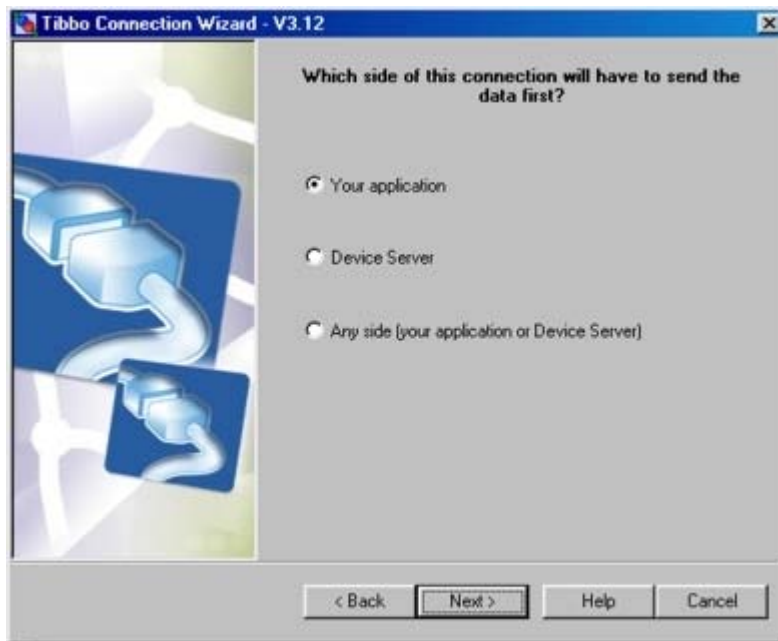 Tibbo Connection Wizard - V3.12
Which side of this connection will have to send the
data first?
Your application
Device Server
Any side (your application or Device Server)
< Back Next > Help Cancel